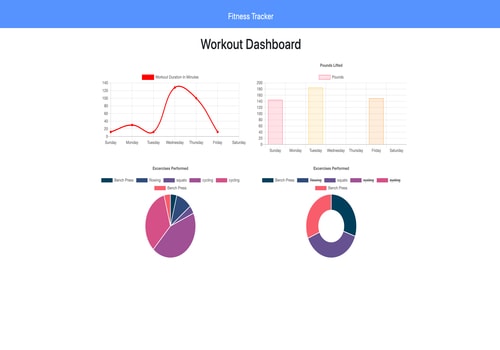 Fitness Tracker
Workout Dashboard
Workout Duration In Minutes
140
120
100
80
60
40
20
0
Sunday Monday Tuesday Wednesday Thursday Friday Saturday
Pounds Lifted
Pounds
200
180
160
140
120
100
80
60
40
20
0
Sunday Monday Tuesday Wednesday Thursday Friday Saturday
Excercises Performed
Bench Press Rowing squats cycling cycling
Bench Press
Excercises Performed
Bench Press Rowing squats cycling cycling
Bench Press